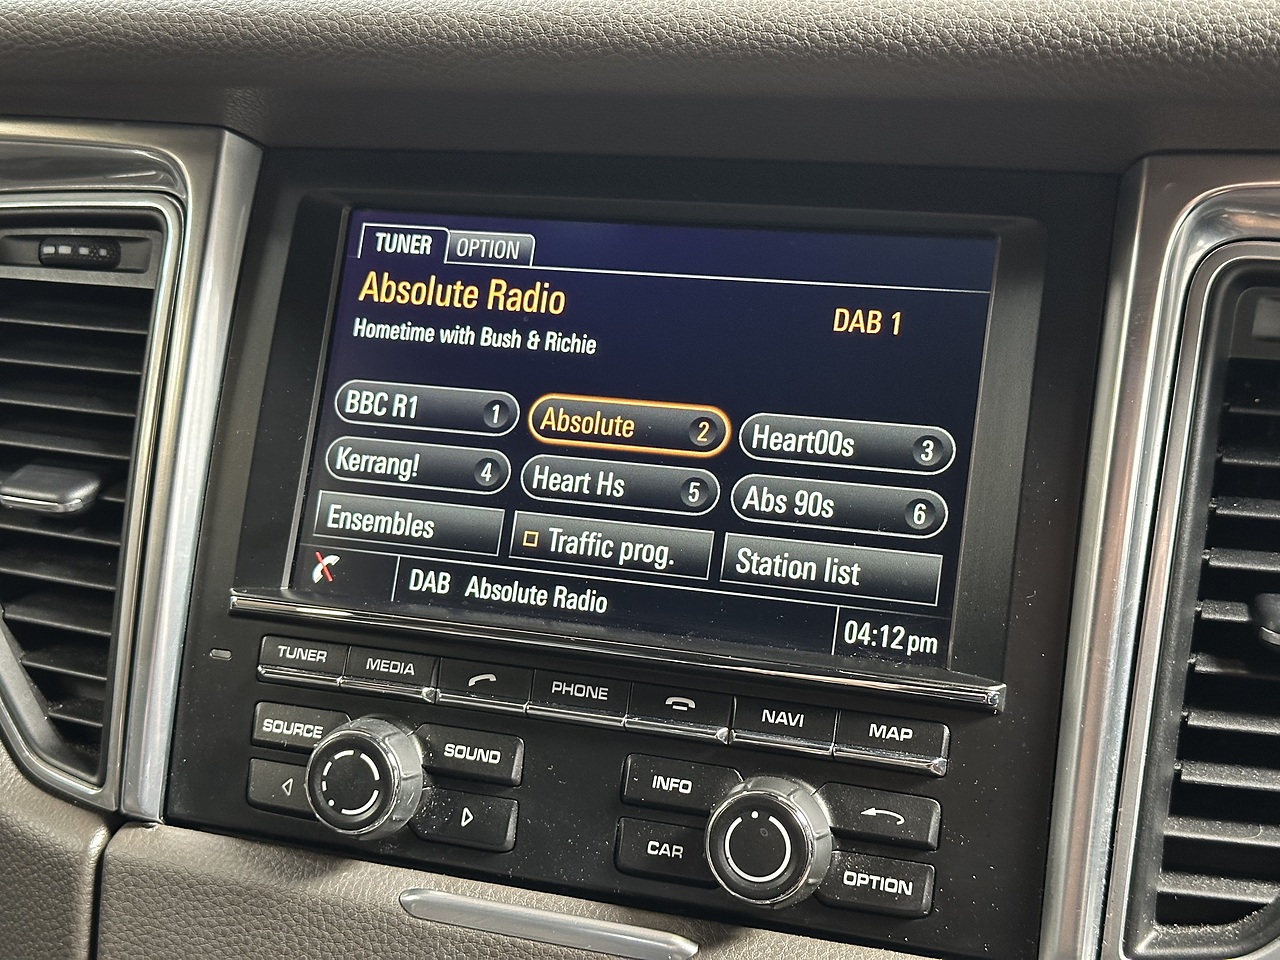 TUNER OPTION
Absolute Radio
DAB 1
Hometime with Bush & Richie
BBC R1 1
Absolute 2
Heart00s 3
Kerrang! 4
Heart Hs 5
Abs 90s 6
Ensembles
Traffic prog.
Station list
DAB Absolute Radio
04:12 pm
TUNER
MEDIA
PHONE
NAVI
MAP
SOURCE
SOUND
INFO
CAR
OPTION